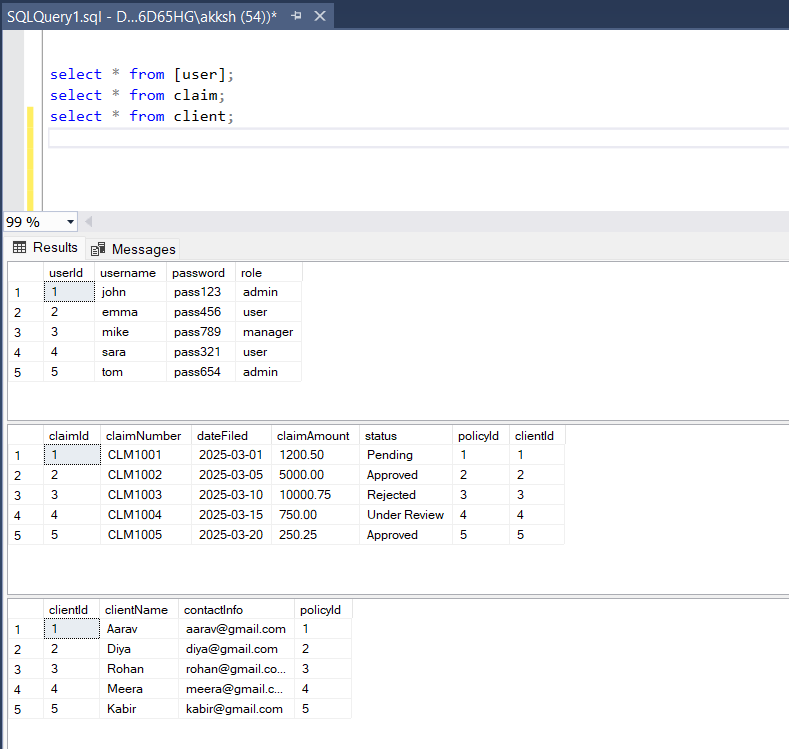 SQLQuery1.sql - D...6D65HG\akksh (54))*
select * from [user];
select * from claim;
select * from client;
99 %
Results Messages
userId username password role
1 1 john pass123 admin
2 2 emma pass456 user
3 3 mike pass789 manager
4 4 sara pass321 user
5 5 tom pass654 admin
claimId claimNumber dateFiled claimAmount status policyId clientId
1 1 CLM1001 2025-03-01 1200.50 Pending 1 1
2 2 CLM1002 2025-03-05 5000.00 Approved 2 2
3 3 CLM1003 2025-03-10 10000.75 Rejected 3 3
4 4 CLM1004 2025-03-15 750.00 Under Review 4 4
5 5 CLM1005 2025-03-20 250.25 Approved 5 5
clientId clientName contactInfo policyId
1 1 Aarav aarav@gmail.com 1
2 2 Diya diya@gmail.com 2
3 3 Rohan rohan@gmail.co... 3
4 4 Meera meera@gmail.c... 4
5 5 Kabir kabir@gmail.com 5